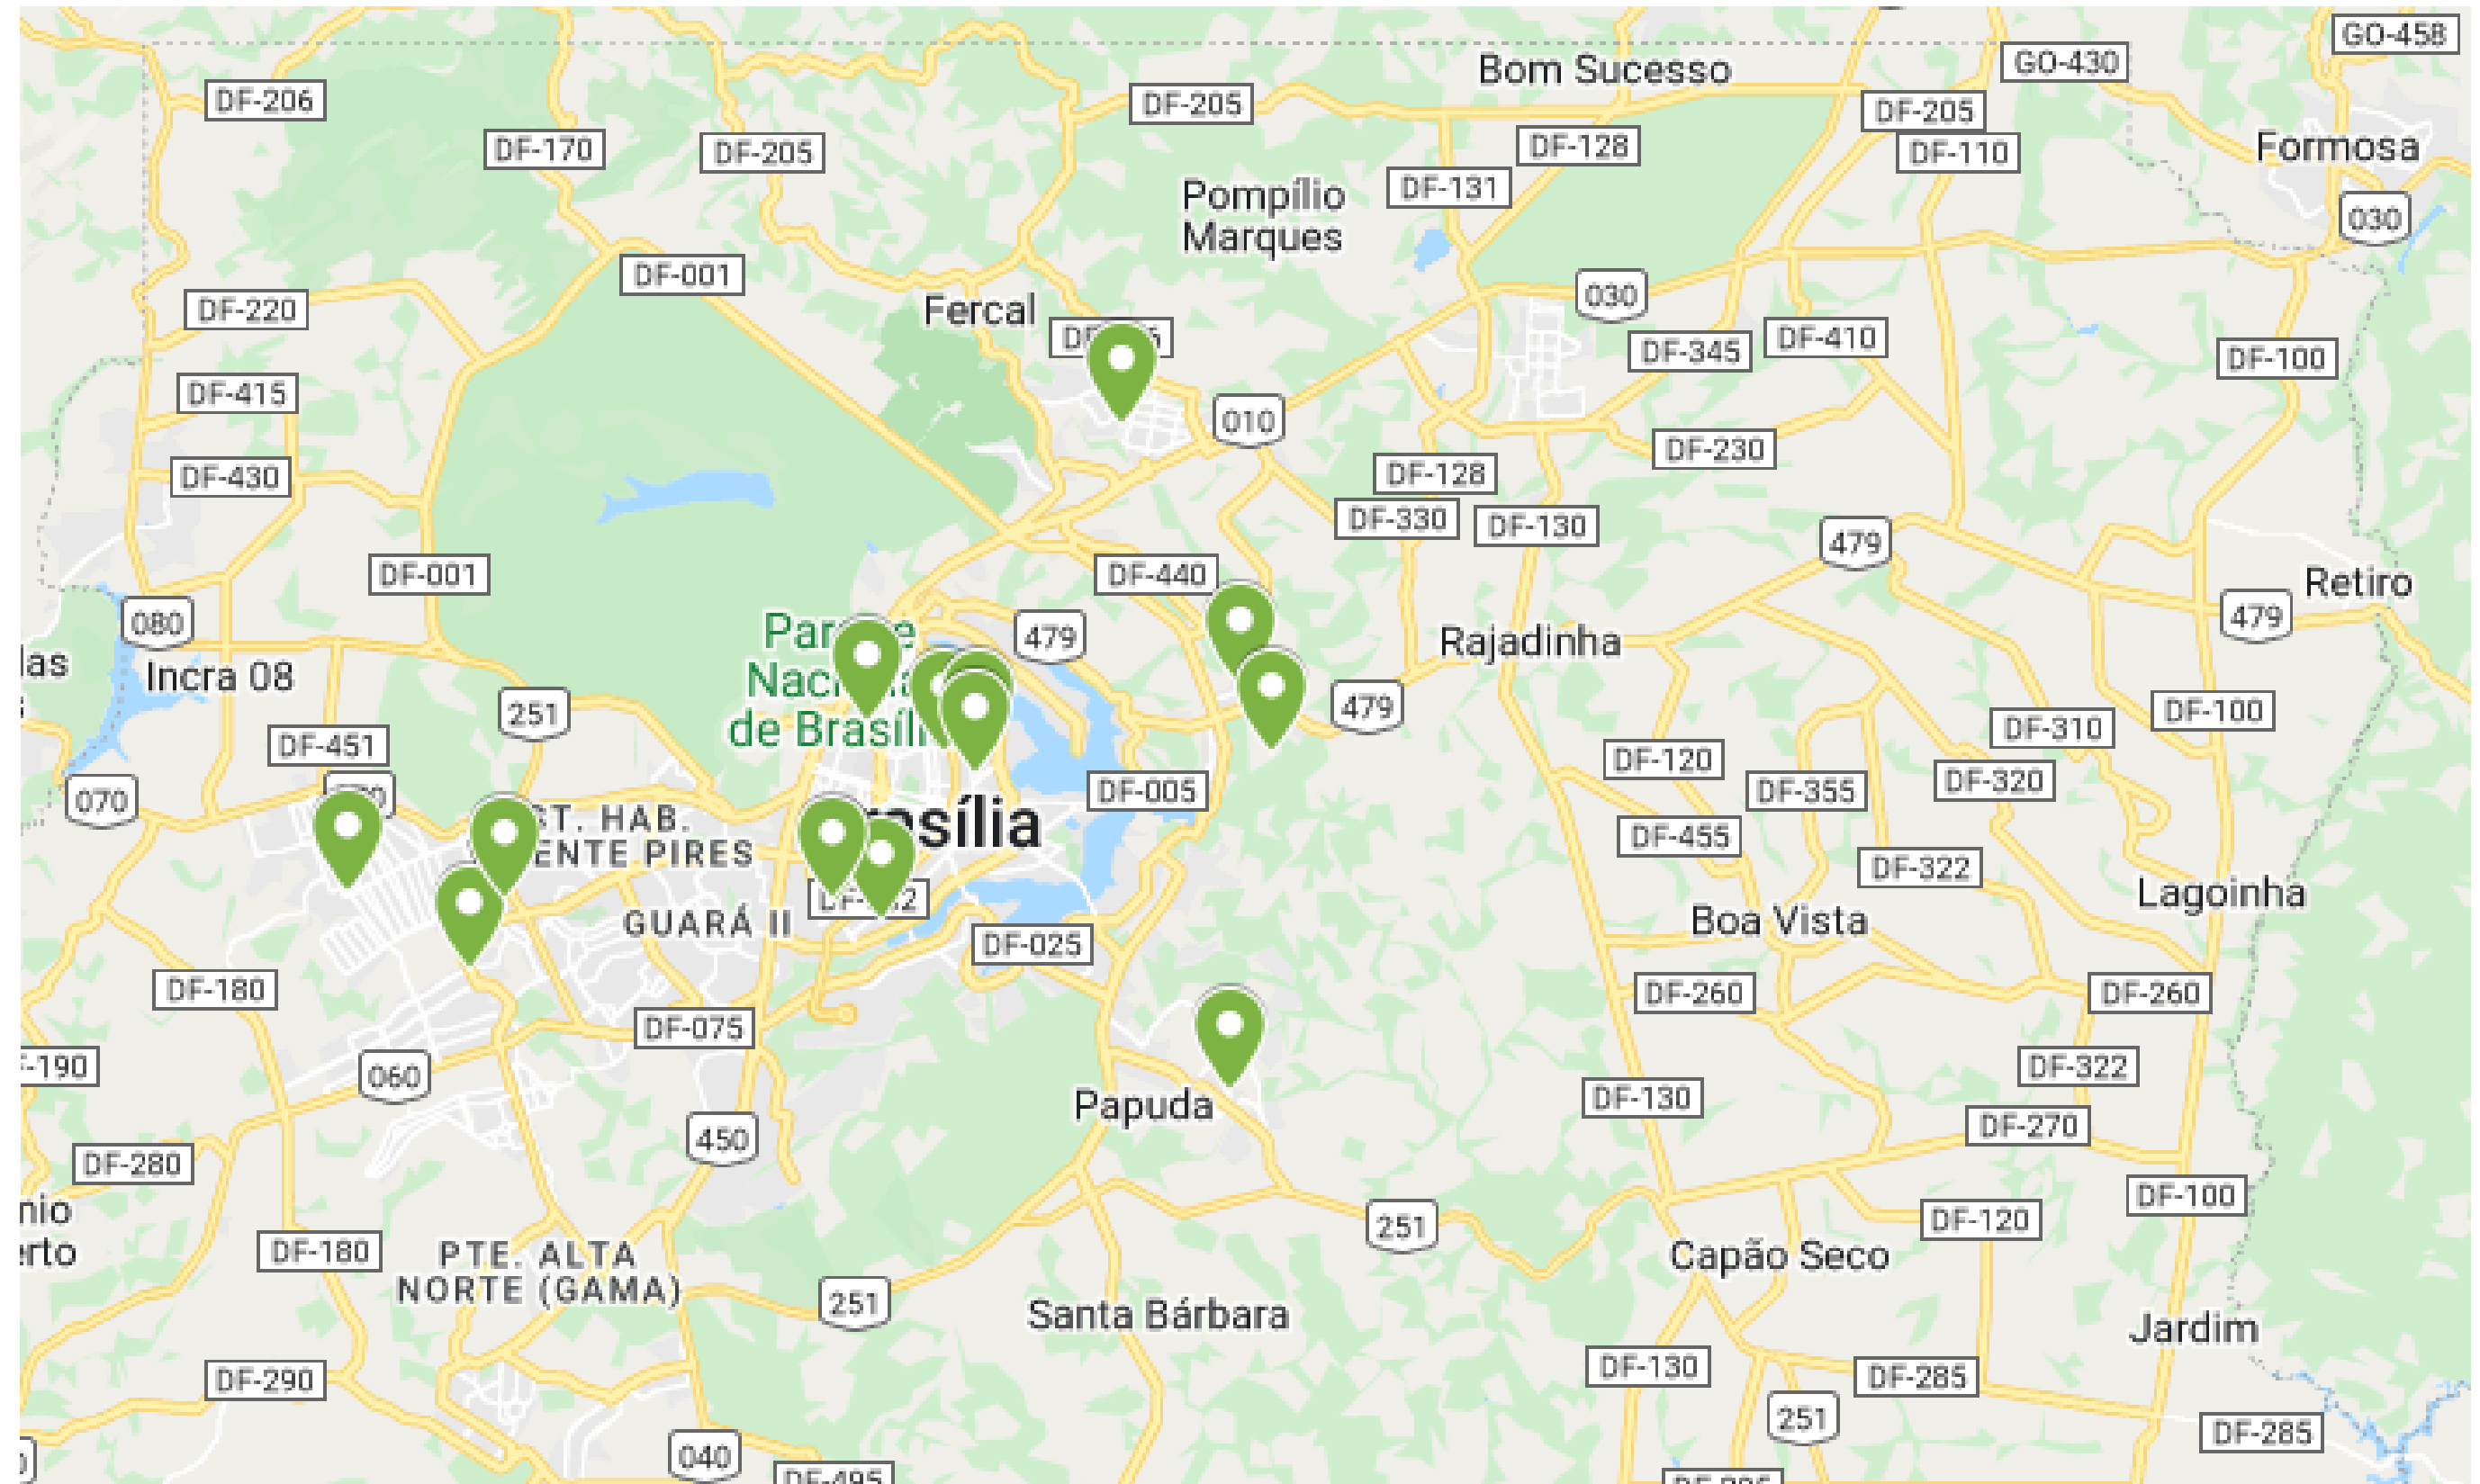 GO-458
GO-430
Bom Sucesso
DF-206
DF-205
DF-205
DF-170
DF-205
DF-128
DF-110
Formosa
DF-131
Pompílio
Marques
030
DF-001
030
DF-220
Fercal
DF-345
DF-410
DF-100
DF-415
010
DF-230
DF-430
DF-128
DF-330
DF-130
479
DF-001
DF-440
Retiro
080
479
479
Rajadinha
Incra 08
de
251
479
DF-100
DF-310
DF-451
DF-120
DF-320
070
DF-005
DF-355
HAB.
PIRES
DF-455
DF-322
Lagoinha
GUARÁ II
Boa Vista
DF-025
DF-180
DF-260
DF-260
DF-075
060
DF-322
DF-130
Papuda
DF-270
450
DF-280
DF-100
251
DF-120
DF-180
PTE. ALTA
NORTE (GAMA)
Capão Seco
251
Santa Bárbara
Jardim
DF-290
DF-130
DF-285
251
DF-285
040
DF-495